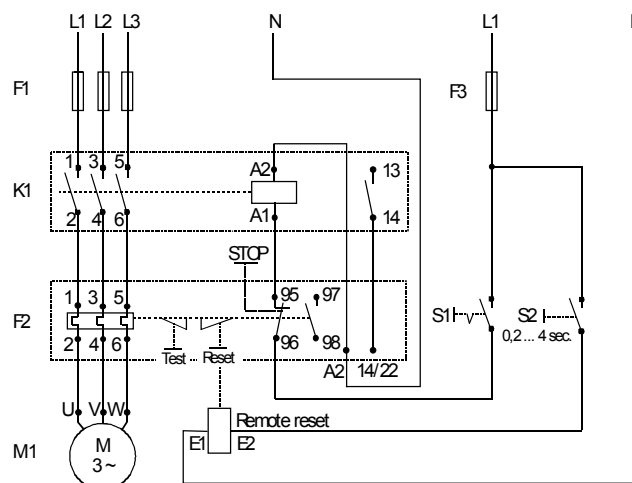 L1 L2 L3 N L1
F1 F3
1 3 5 A2 13
K1
2 4 6 A1 14
STOP
1 3 5 95 97
F2 S1 S2
2 4 6 Test Reset 96 98 0,2 ... 4 sec.
A2 14/22
U V W Remote reset
M1 M E1 E2
3~